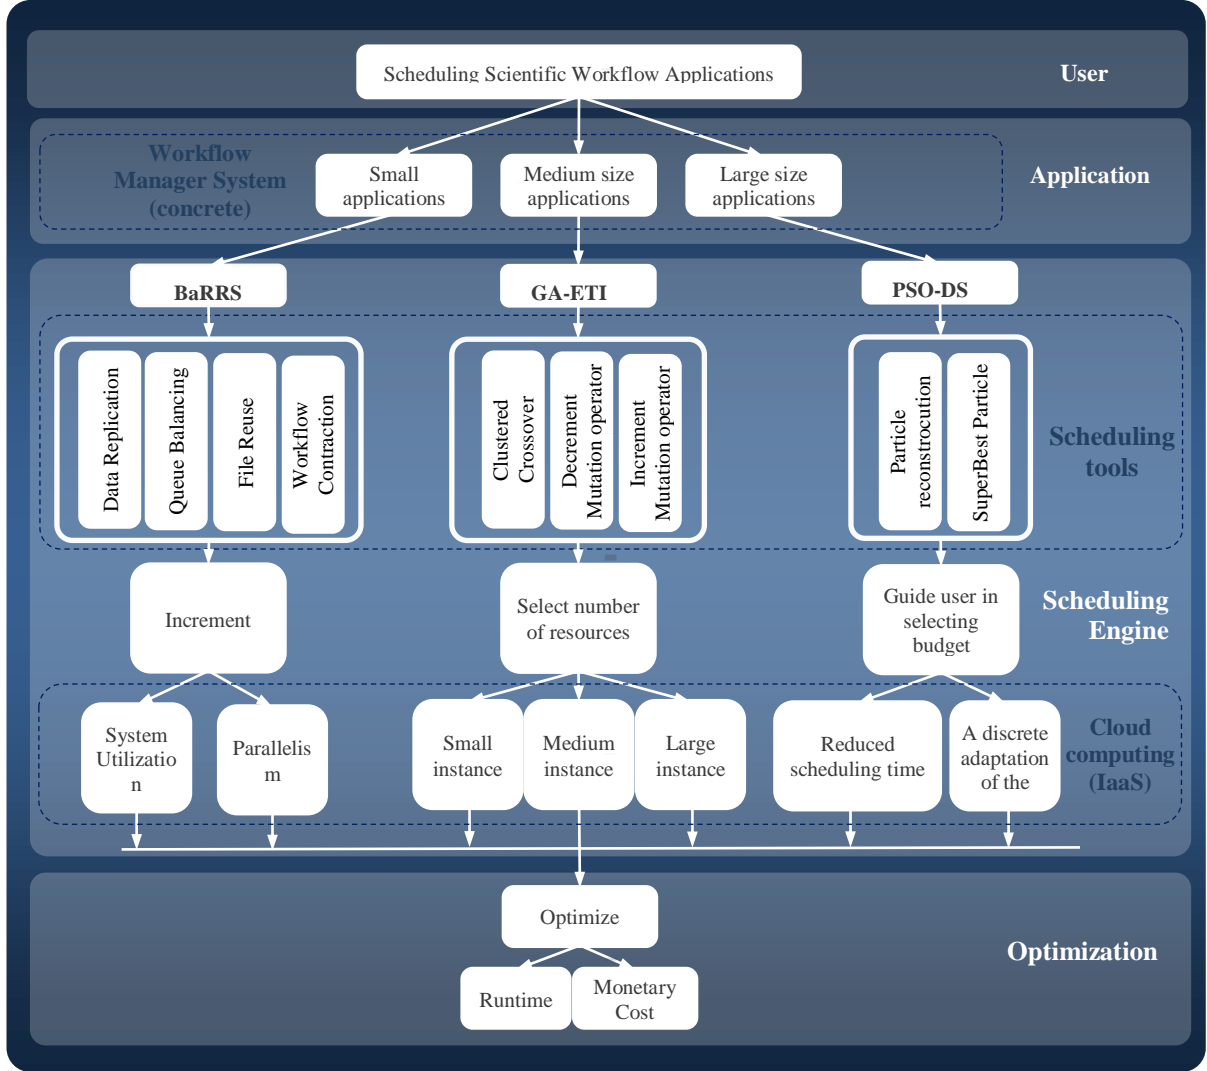 Scheduling Scientific Workflow Applications
User
Workflow
Manager System
(concrete)
Small
applications
Medium size
applications
Large size
applications
Application
BaRRS
GA-ETI
PSO-DS
Data Replication
Queue Balancing
File Reuse
Workflow
Contraction
Clustered
Crossover
Decrement
Mutation operator
Increment
Mutation operator
Particle
reconstrocution
SuperBest Particle
Scheduling
tools
Increment
Select number
of resources
Guide user in
selecting
budget
Scheduling
Engine
System
Utilizatio
n
Parallelis
m
Small
instance
Medium
instance
Large
instance
Reduced
scheduling time
A discrete
adaptation
of the
Cloud
computing
(IaaS)
Optimize
Runtime
Monetary
Cost
Optimization